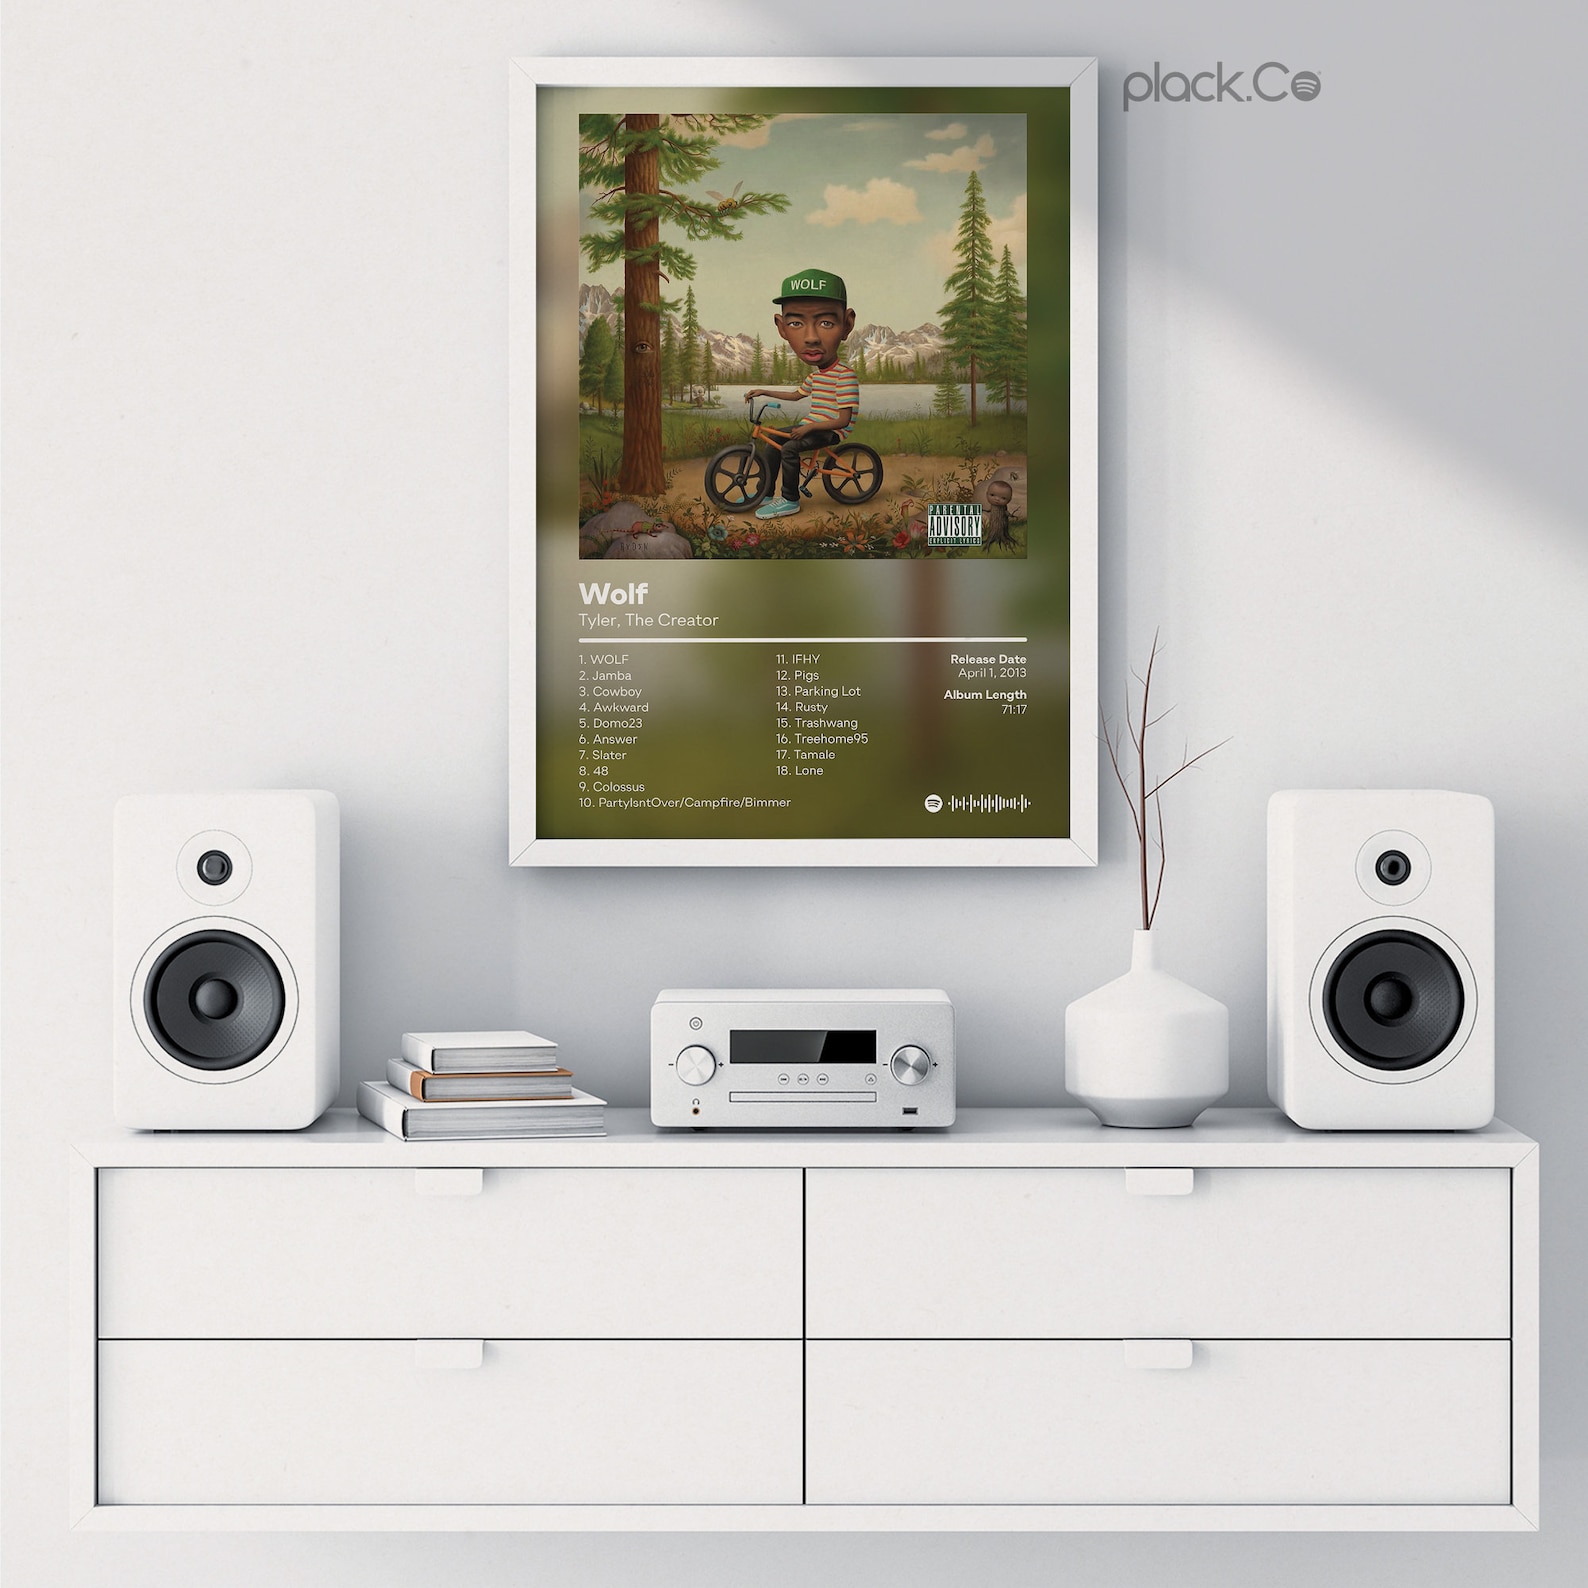 plack.Co
WOLF
PARENTAL
ADVISORY
EXPLICIT LYRICS
RYDEN
Wolf
Tyler, The Creator
1. WOLF
2. Jamba
3. Cowboy
4. Awkward
5. Domo23
6. Answer
7. Slater
8. 48
9. Colossus
10. PartyIsntOver/Campfire/Bimmer
11. IFHY
12. Pigs
13. Parking Lot
14. Rusty
15. Trashwang
16. Treehome95
17. Tamale
18. Lone
Release Date
April 1, 2013
Album Length
71:17